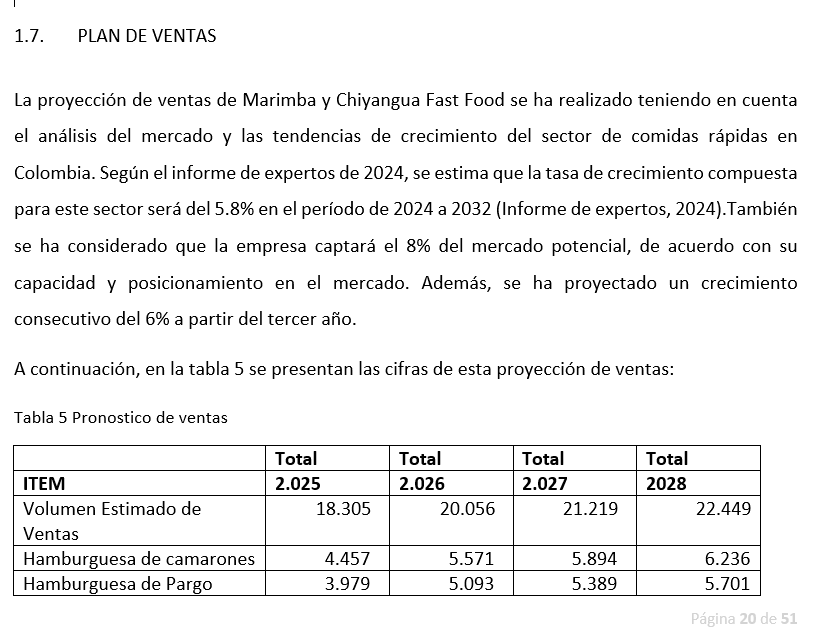 1.7. PLAN DE VENTAS
La proyección de ventas de Marimba y Chiyangua Fast Food se ha realizado teniendo en cuenta
el análisis del mercado y las tendencias de crecimiento del sector de comidas rápidas en
Colombia. Según el informe de expertos de 2024, se estima que la tasa de crecimiento compuesta
para este sector será del 5.8% en el período de 2024 a 2032 (Informe de expertos, 2024).También
se ha considerado que la empresa captará el 8% del mercado potencial, de acuerdo con su
capacidad y posicionamiento en el mercado. Además, se ha proyectado un crecimiento
consecutivo del 6% a partir del tercer año.
A continuación, en la tabla 5 se presentan las cifras de esta proyección de ventas:
Tabla 5 Pronostico de ventas
Total Total Total Total
ITEM 2.025 2.026 2.027 2028
Volumen Estimado de 18.305 20.056 21.219 22.449
Ventas
Hamburguesa de camarones 4.457 5.571 5.894 6.236
Hamburguesa de Pargo 3.979 5.093 5.389 5.701
Página 20 de 51